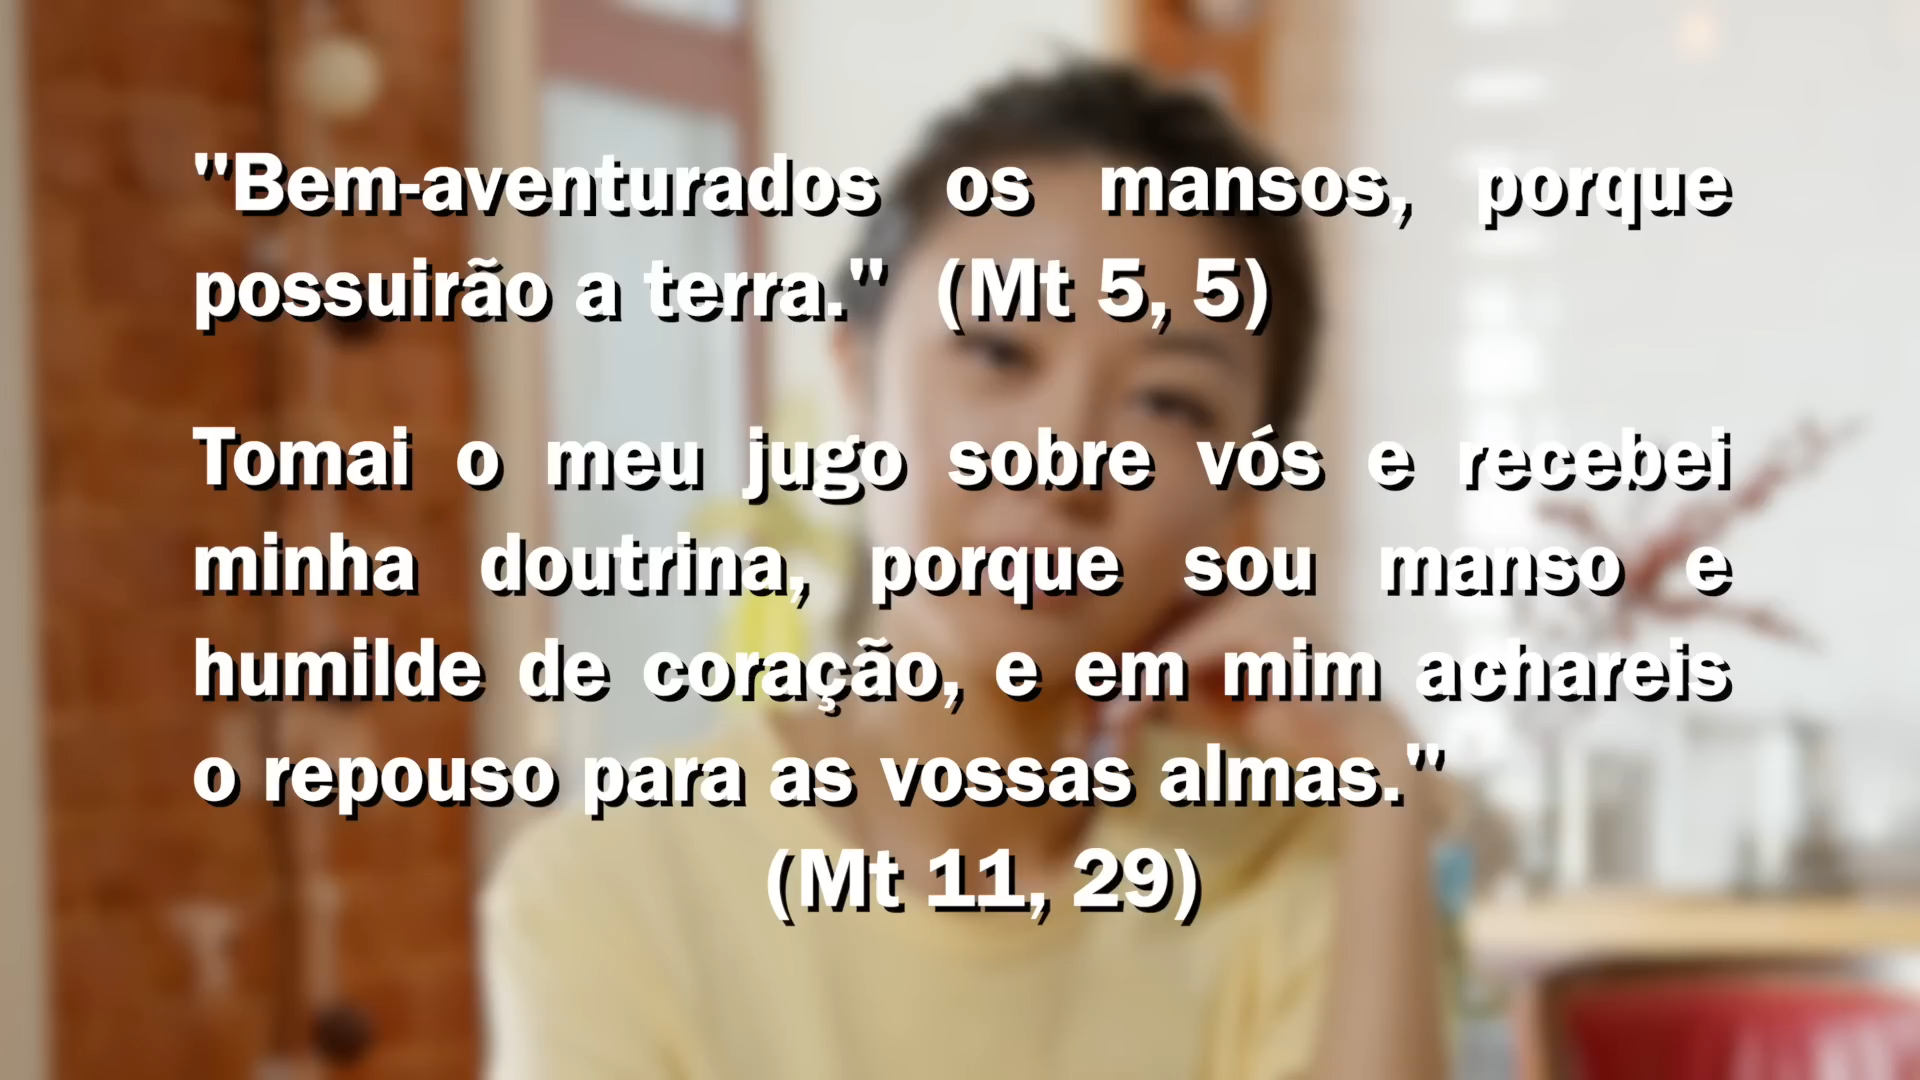 "Bem-aventurados os mansos, porque
possuirão a terra." (Mt 5, 5)
Tomai o meu jugo sobre vós e recebei
minha doutrina, porque sou manso e
humilde de coração, e em mim achareis
o repouso para as vossas almas."
(Mt 11, 29)